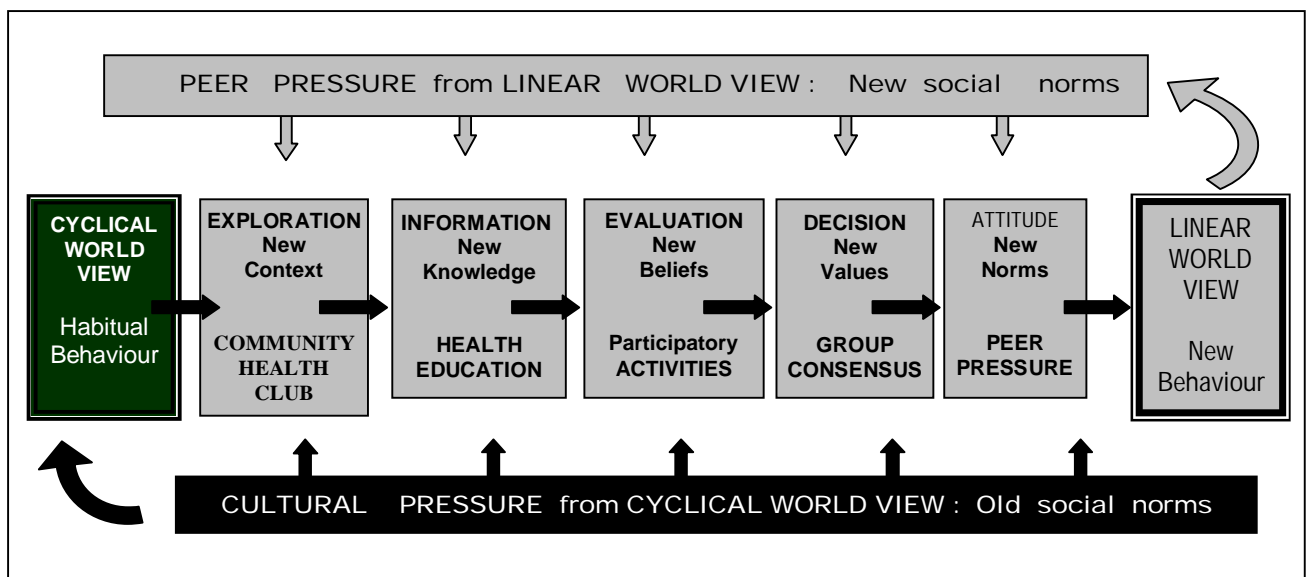 PEER PRESSURE from LINEAR WORLD VIEW : New social norms
CYCLICAL
WORLD
VIEW
Habitual
Behaviour
EXPLORATION
New
Context
COMMUNITY
HEALTH
CLUB
INFORMATION
New
Knowledge
HEALTH
EDUCATION
EVALUATION
New
Beliefs
Participatory
ACTIVITIES
DECISION
New
Values
GROUP
CONSENSUS
ATTITUDE
New
Norms
PEER
PRESSURE
LINEAR
WORLD
VIEW
New
Behaviour
CULTURAL PRESSURE from CYCLICAL WORLD VIEW : Old social norms